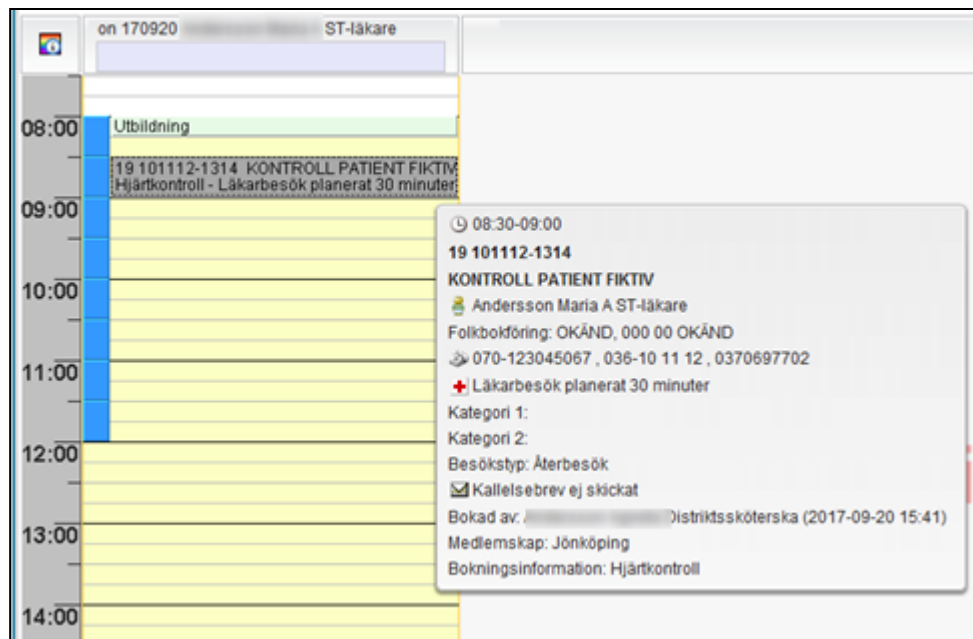 on 170920 ST-läkare
08:00
Utbildning
19 101112-1314 KONTROLL PATIENT FIKTIV
Hjärtkontroll - Läkarbesök planerat 30 minuter
09:00
10:00
11:00
12:00
13:00
14:00
08:30-09:00
19 101112-1314
KONTROLL PATIENT FIKTIV
Andersson Maria A ST-läkare
Folkbokföring: OKÄND, 000 00 OKÄND
070-123045067 , 036-10 11 12 , 0370697702
Läkarbesök planerat 30 minuter
Kategori 1:
Kategori 2:
Besökstyp: Återbesök
Kallelsebrev ej skickat
Bokad av: Distriktssköterska (2017-09-20 15:41)
Medlemskap: Jönköping
Bokningsinformation: Hjärtkontroll